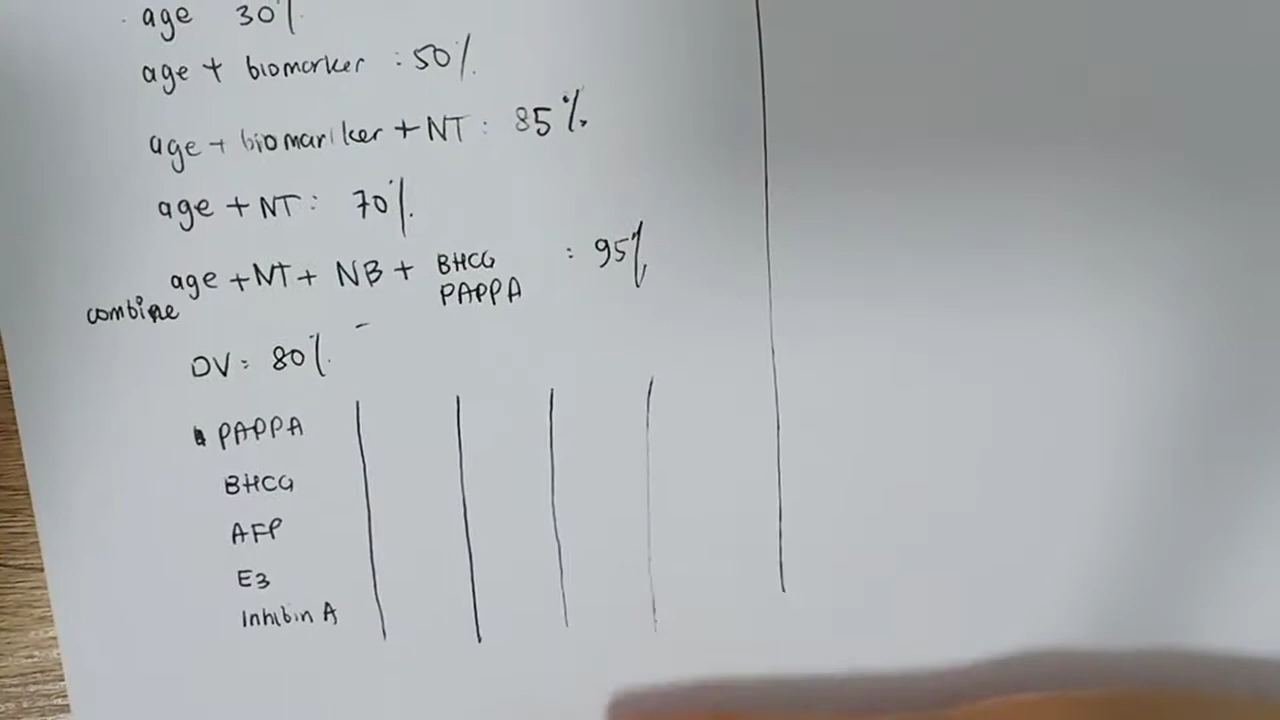 age 30%
age + biomarker : 50%
age + biomariker + NT : 85%
age + NT : 70%
age + NT + NB + BHCG PAPPA : 95%
combine
DV = 80%
PAPPA
BHCG
AFP
E3
Inhibin A